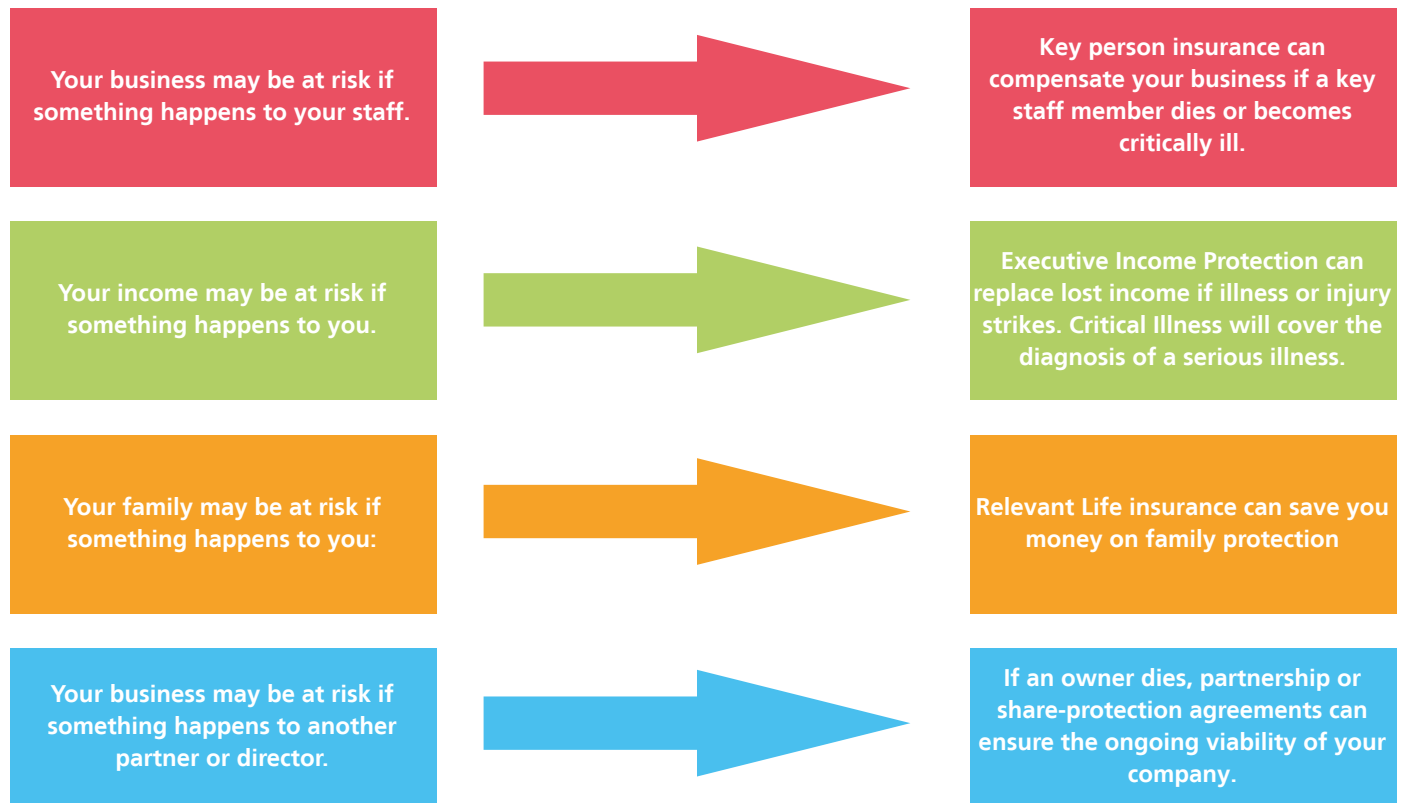 Your business may be at risk if
something happens to your staff.
Key person insurance can
compensate your business if a key
staff member dies or becomes
critically ill.
Your income may be at risk if
something happens to you.
Executive Income Protection can
replace lost income if illness or injury
strikes. Critical Illness will cover the
diagnosis of a serious illness.
Your family may be at risk if
something happens to you:
Relevant Life insurance can save you
money on family protection
Your business may be at risk if
something happens to another
partner or director.
If an owner dies, partnership or
share-protection agreements can
ensure the ongoing viability of your
company.